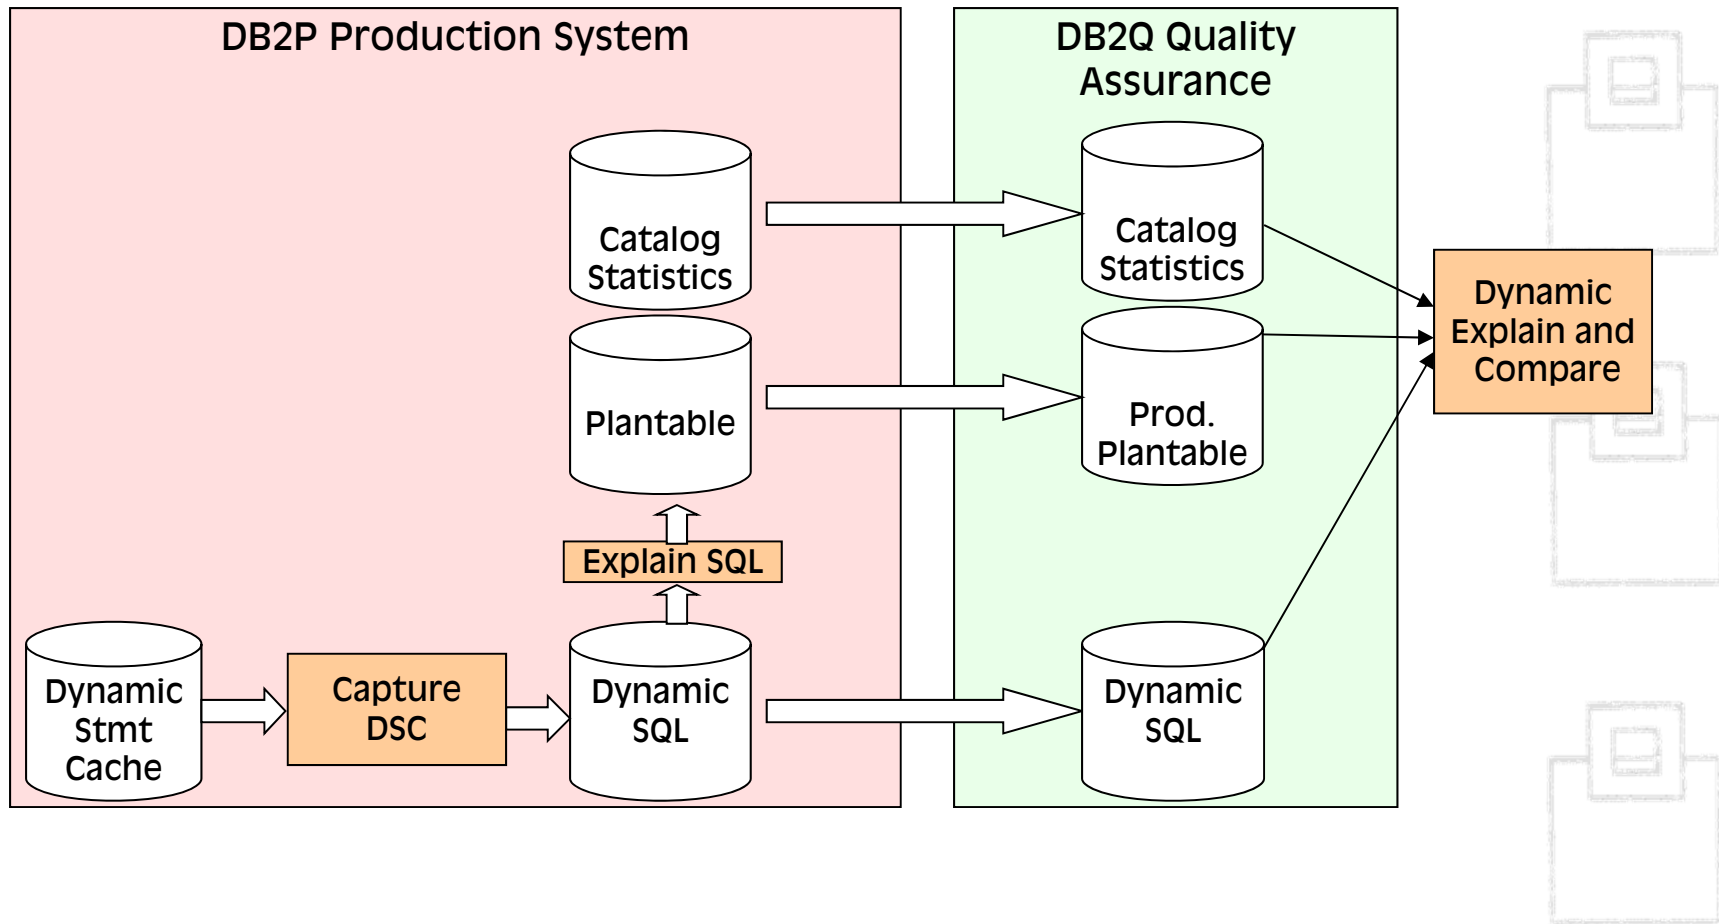 DB2P Production System
DB2Q Quality
Assurance
Catalog
Statistics
Catalog
Statistics
Dynamic
Explain and
Compare
Plantable
Prod.
Plantable
Explain SQL
Dynamic
Stmt
Cache
Capture
DSC
Dynamic
SQL
Dynamic
SQL